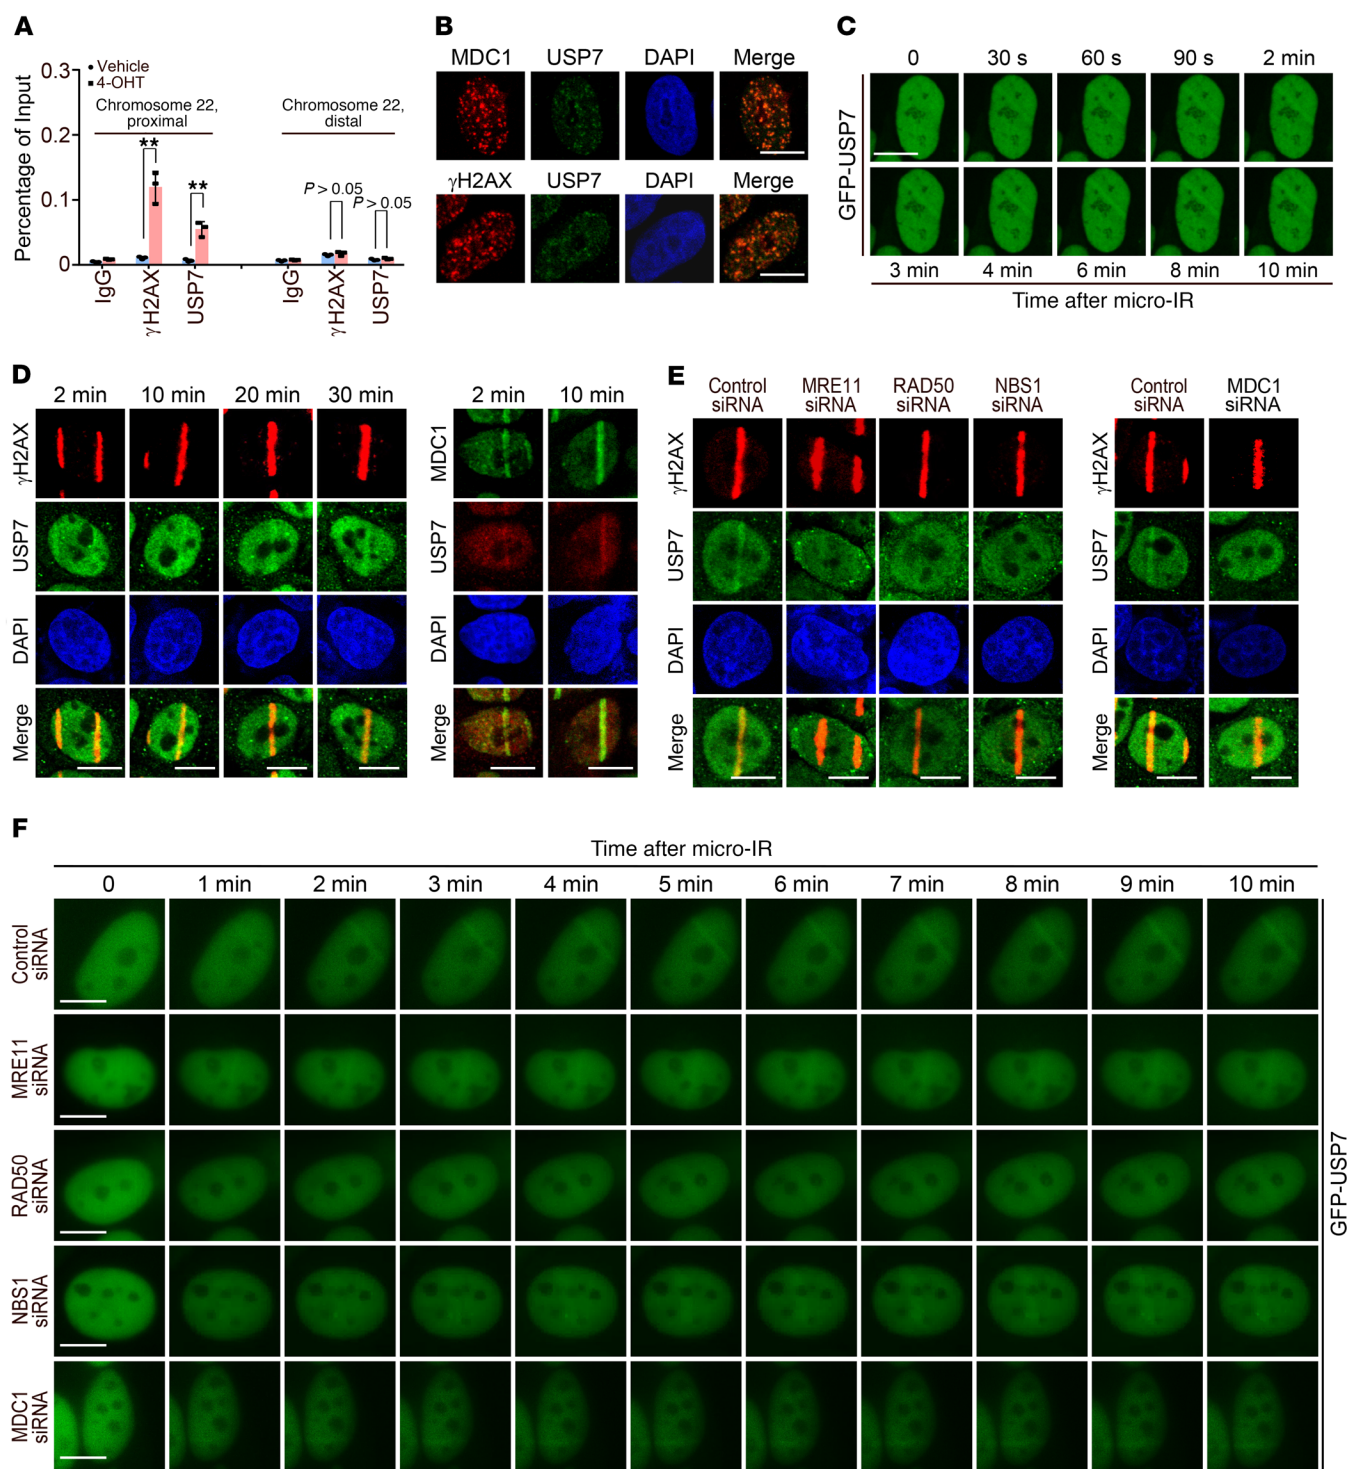 A
Vehicle
4-OHT
Percentage of Input
0.3
0.2
0.1
0
Chromosome 22,
proximal
Chromosome 22,
distal
**
**
P > 0.05
P > 0.05
IgG
γH2AX
USP7
IgG
γH2AX
USP7
B
MDC1 USP7 DAPI Merge
γH2AX USP7 DAPI Merge
C
0 30 s 60 s 90 s 2 min
GFP-USP7
3 min 4 min 6 min 8 min 10 min
Time after micro-IR
D
2 min 10 min 20 min 30 min
γH2AX
USP7
DAPI
Merge
2 min 10 min
MDC1
USP7
DAPI
Merge
E
Control
siRNA
MRE11
siRNA
RAD50
siRNA
NBS1
siRNA
γH2AX
USP7
DAPI
Merge
Control
siRNA
MDC1
siRNA
γH2AX
USP7
DAPI
Merge
F
Time after micro-IR
0 1 min 2 min 3 min 4 min 5 min 6 min 7 min 8 min 9 min 10 min
Control
siRNA
MRE11
siRNA
RAD50
siRNA
NBS1
siRNA
MDC1
siRNA
GFP-USP7